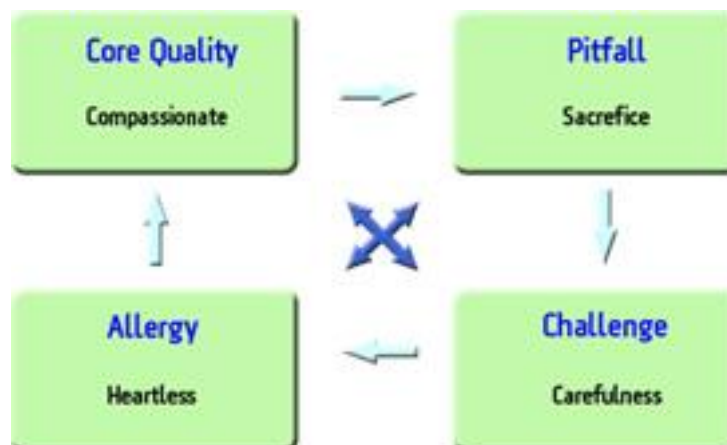 Core Quality
Compassionate
Pitfall
Sacrefice
Allergy
Heartless
Challenge
Carefulness